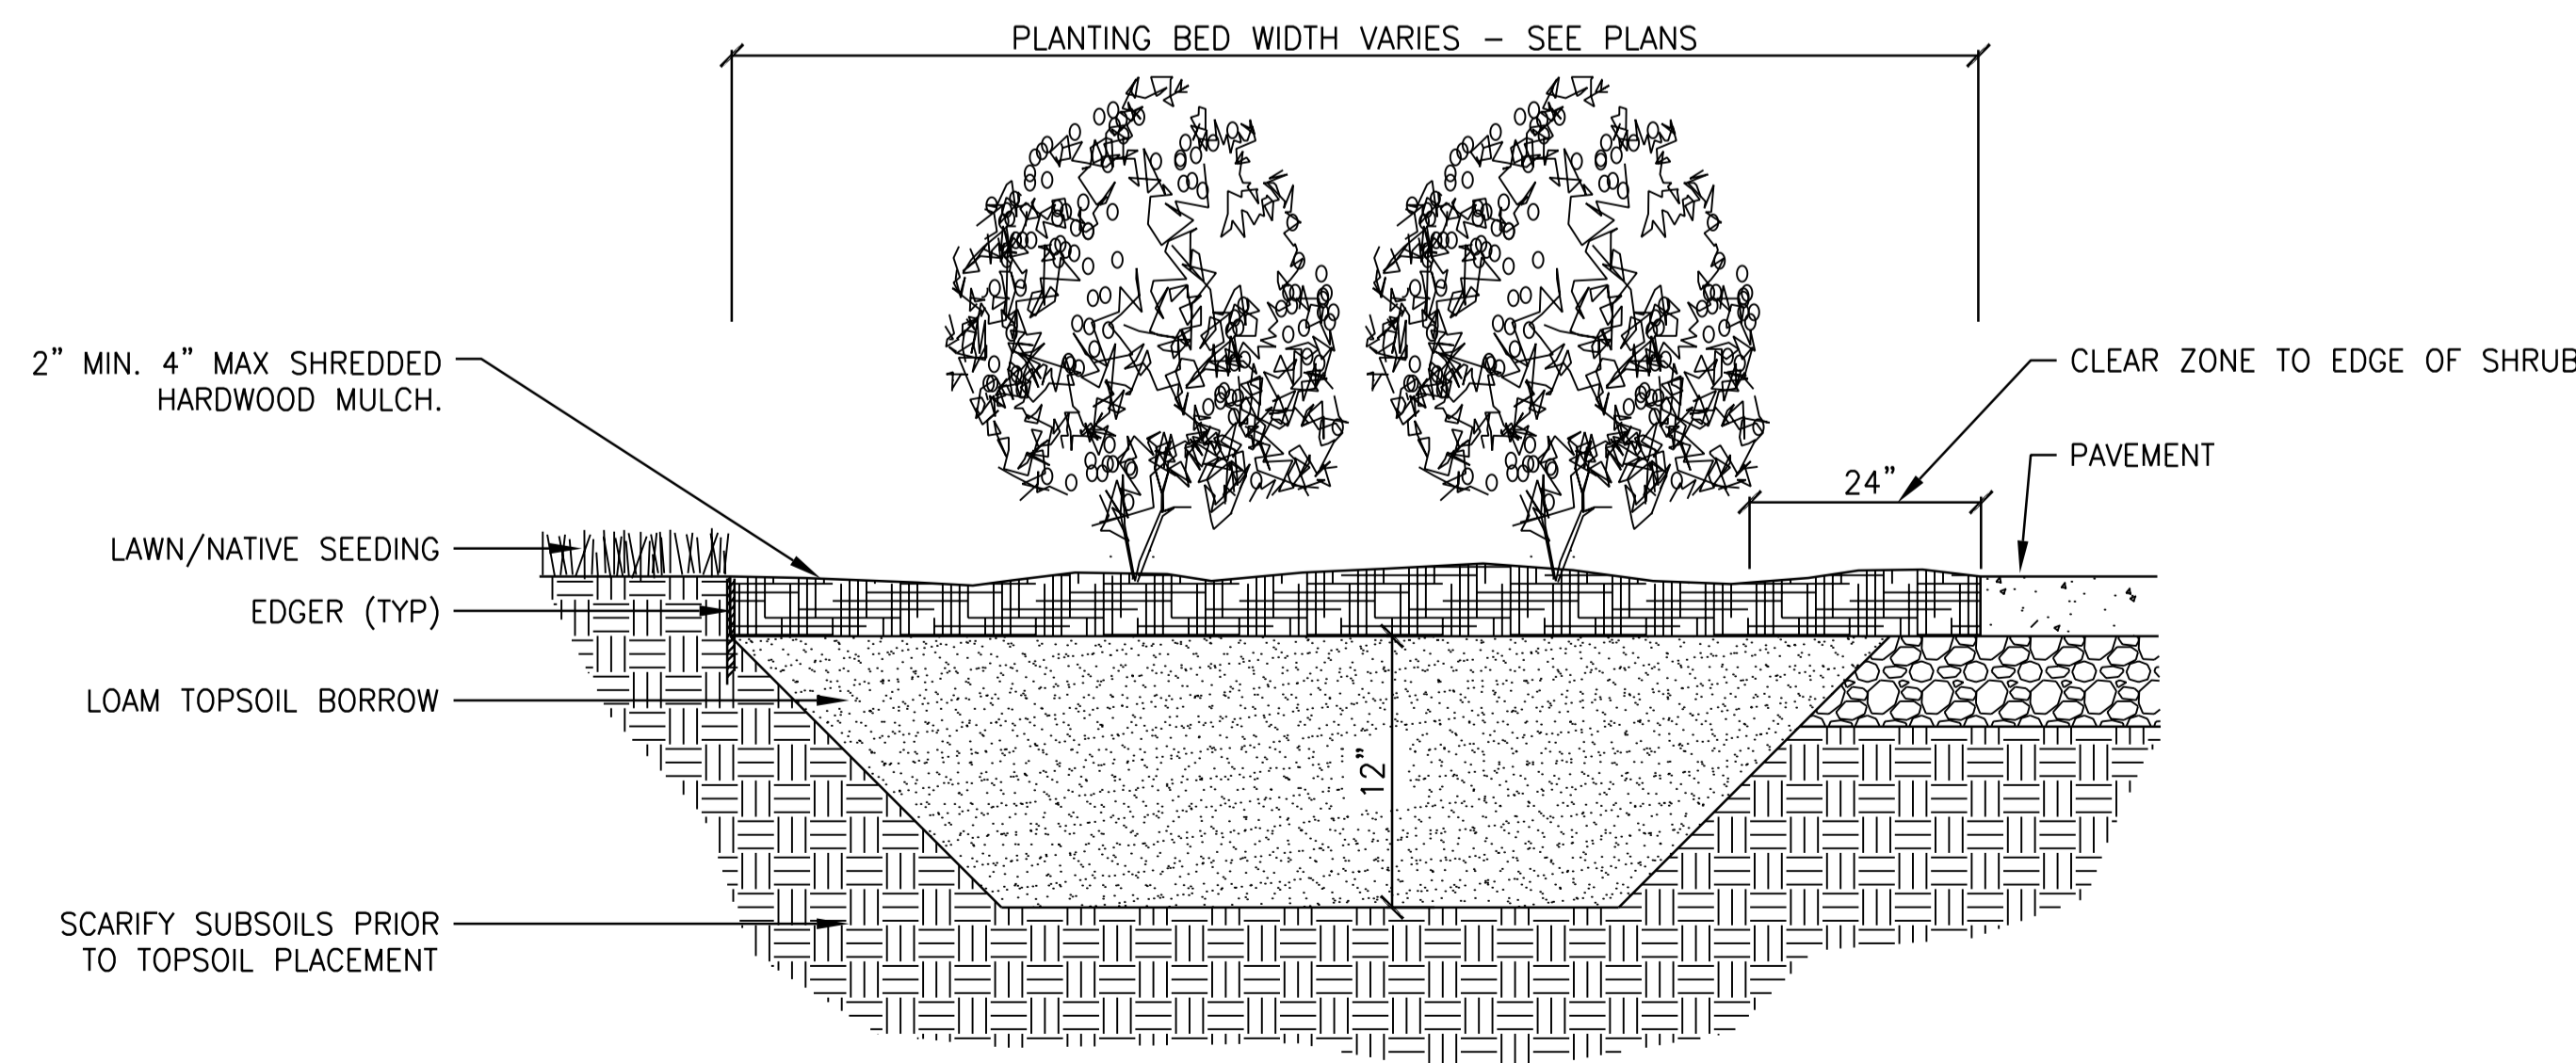 PLANTING BED WIDTH VARIES – SEE PLANS
2” MIN. 4” MAX SHREDDED
HARDWOOD MULCH.
CLEAR ZONE TO EDGE OF SHRUB
PAVEMENT
24”
LAWN/NATIVE SEEDING
EDGER (TYP)
LOAM TOPSOIL BORROW
12”
SCARIFY SUBSOILS PRIOR
TO TOPSOIL PLACEMENT